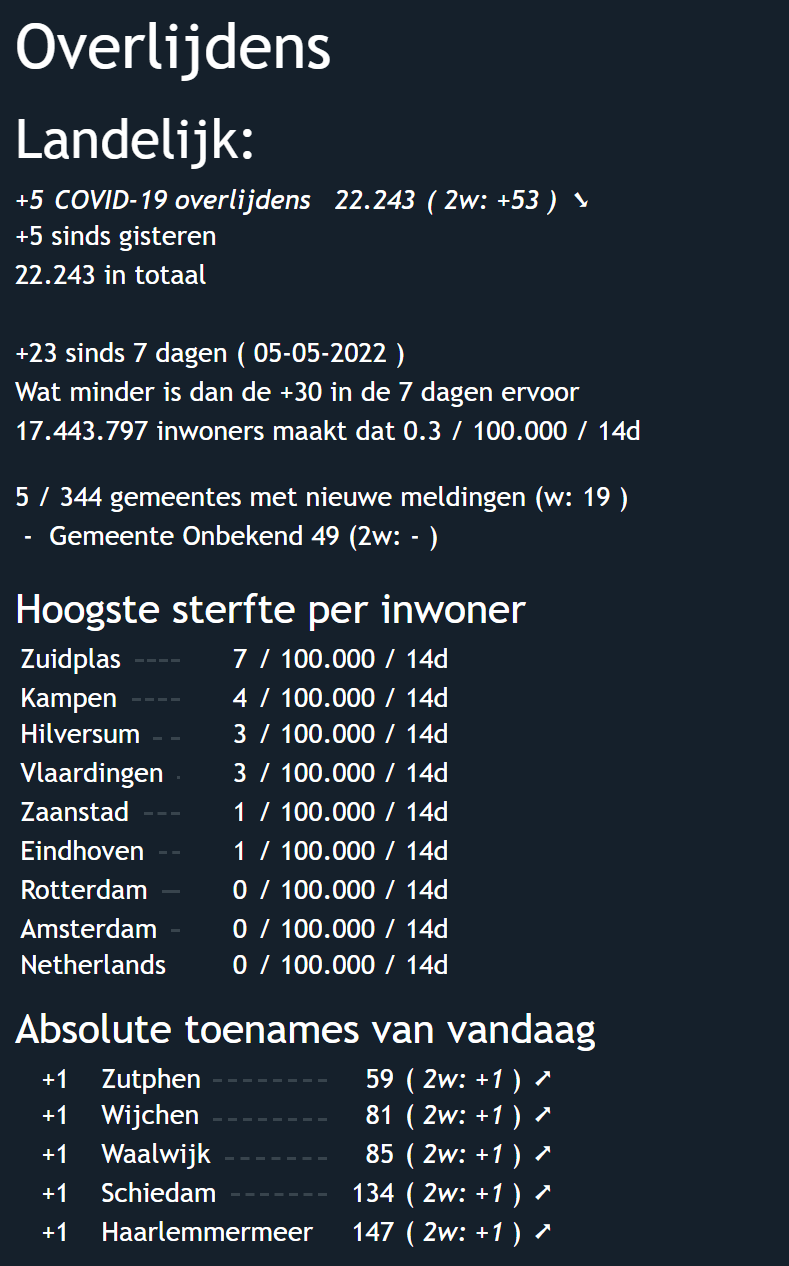 Overlijdens
Landelijk:
+5 COVID-19 overlijdens 22.243 ( 2w: +53 ) ➘
+5 sinds gisteren
22.243 in totaal
+23 sinds 7 dagen ( 05-05-2022 )
Wat minder is dan de +30 in de 7 dagen ervoor
17.443.797 inwoners maakt dat 0.3 / 100.000 / 14d
5 / 344 gemeentes met nieuwe meldingen (w: 19 )
- Gemeente Onbekend 49 (2w: - )
Hoogste sterfte per inwoner
Zuidplas ---- 7 / 100.000 / 14d
Kampen ---- 4 / 100.000 / 14d
Hilversum -- 3 / 100.000 / 14d
Vlaardingen . 3 / 100.000 / 14d
Zaanstad --- 1 / 100.000 / 14d
Eindhoven -- 1 / 100.000 / 14d
Rotterdam — 0 / 100.000 / 14d
Amsterdam - 0 / 100.000 / 14d
Netherlands 0 / 100.000 / 14d
Absolute toenames van vandaag
+1 Zutphen -------- 59 ( 2w: +1 ) ➚
+1 Wijchen -------- 81 ( 2w: +1 ) ➚
+1 Waalwijk ------- 85 ( 2w: +1 ) ➚
+1 Schiedam ------- 134 ( 2w: +1 ) ➚
+1 Haarlemmermeer 147 ( 2w: +1 ) ➚